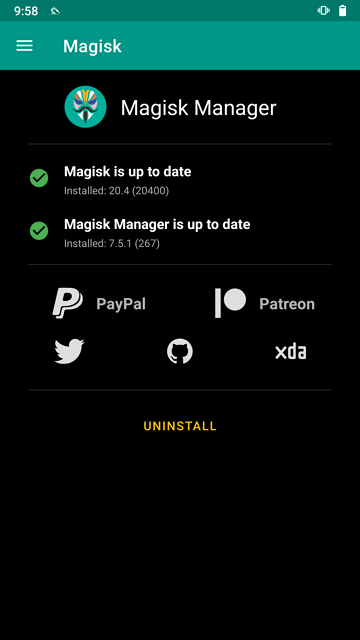 9:58
Magisk
Magisk Manager
Magisk is up to date
Installed: 20.4 (20400)
Magisk Manager is up to date
Installed: 7.5.1 (267)
PayPal
Patreon
xda
UNINSTALL